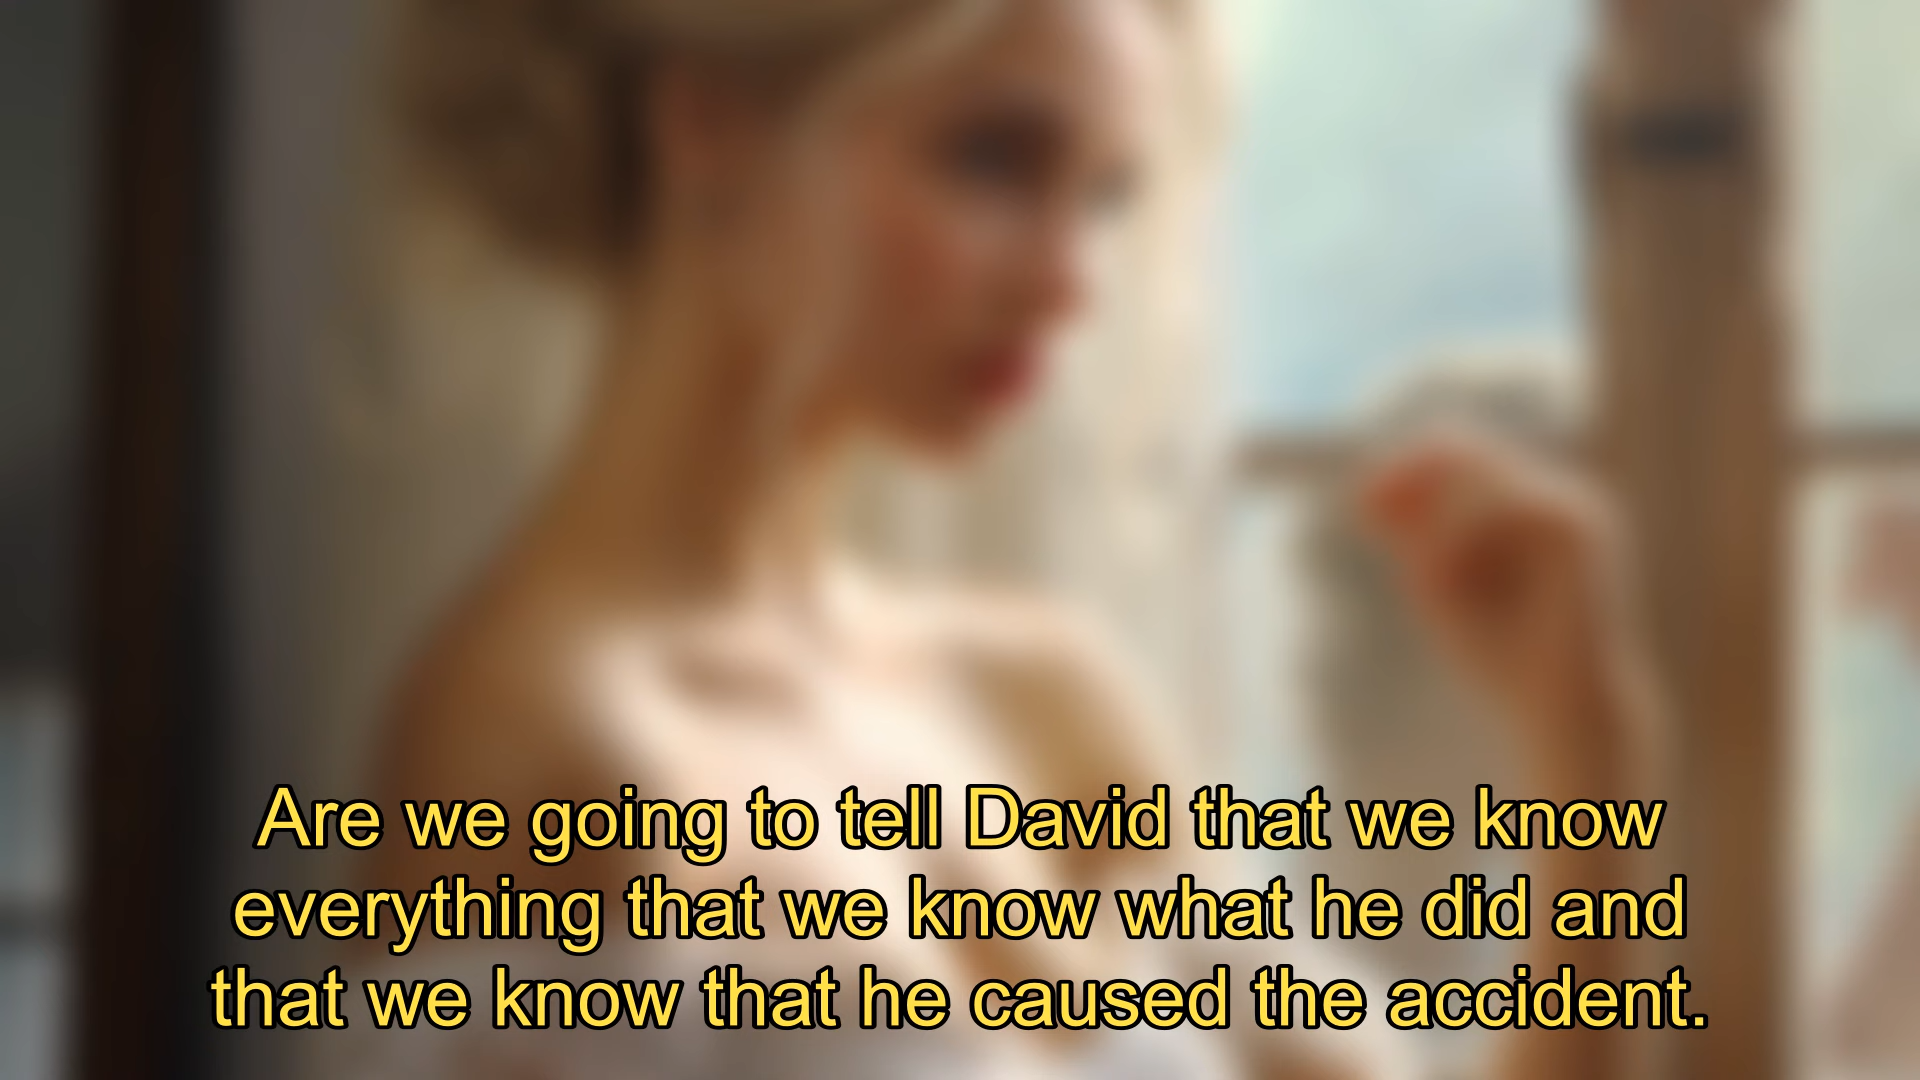 Are we going to tell David that we know
everything that we know what he did and
that we know that he caused the accident.